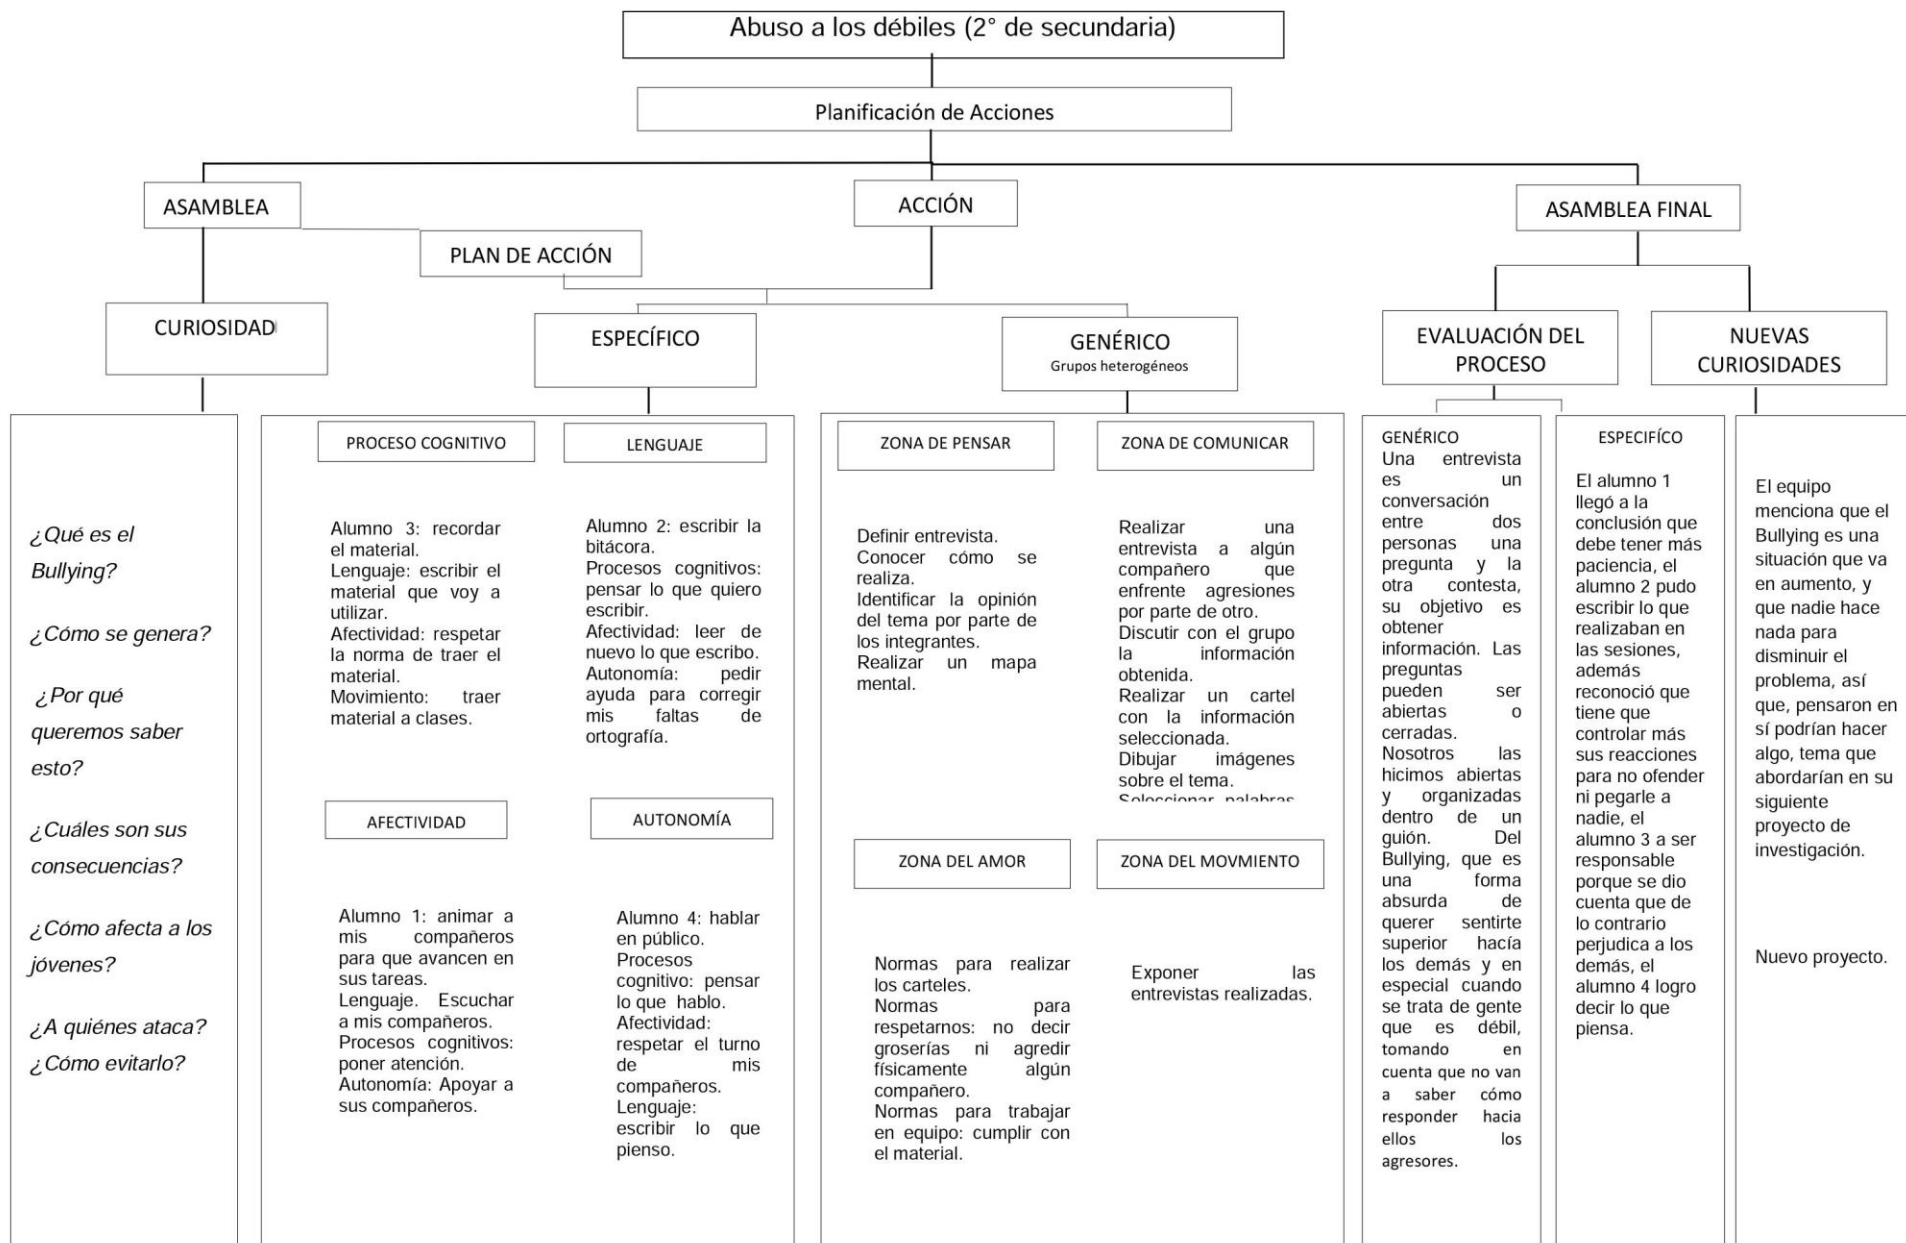 Abuso a los débiles (2° de secundaria)
Planificación de Acciones
ASAMBLEA
ACCIÓN
ASAMBLEA FINAL
PLAN DE ACCIÓN
CURIOSIDAD
ESPECÍFICO
GENÉRICO
Grupos heterogéneos
EVALUACIÓN DEL
PROCESO
NUEVAS
CURIOSIDADES
¿Qué es el
Bullying?
¿Cómo se genera?
¿Por qué
queremos saber
esto?
¿Cuáles son sus
consecuencias?
¿Cómo afecta a los
jóvenes?
¿A quiénes ataca?
¿Cómo evitarlo?
PROCESO COGNITIVO
Alumno 3: recordar
el material.
Lenguaje: escribir el
material que voy a
utilizar.
Afectividad: respetar
la norma de traer el
material.
Movimiento: traer
material a clases.
LENGUAJE
Alumno 2: escribir la
bitácora.
Procesos cognitivos:
pensar lo que quiero
escribir.
Afectividad: leer de
nuevo lo que escribo.
Autonomía: pedir
ayuda para corregir
mis faltas de
ortografía.
AFECTIVIDAD
Alumno 1: animar a
mis compañeros
para que avancen en
sus tareas.
Lenguaje. Escuchar
a mis compañeros.
Procesos cognitivos:
poner atención.
Autonomía: Apoyar a
sus compañeros.
AUTONOMÍA
Alumno 4: hablar
en público.
Procesos
cognitivo: pensar
lo que hablo.
Afectividad:
respetar el turno
de mis
compañeros.
Lenguaje:
escribir lo que
pienso.
ZONA DE PENSAR
Definir entrevista.
Conocer cómo se
realiza.
Identificar la opinión
del tema por parte de
los integrantes.
Realizar un mapa
mental.
ZONA DE COMUNICAR
Realizar una
entrevista a algún
compañero que
enfrente agresiones
por parte de otro.
Discutir con el grupo
la información
obtenida.
Realizar un cartel
con la información
seleccionada.
Dibujar imágenes
sobre el tema.
Seleccionar palabras
ZONA DEL AMOR
Normas para realizar
los carteles.
Normas para
respetarnos: no decir
groserías ni agredir
físicamente algún
compañero.
Normas para trabajar
en equipo: cumplir con
el material.
ZONA DEL MOVMIENTO
Exponer las
entrevistas realizadas.
GENÉRICO
Una entrevista
es un
conversación
entre dos
personas una
pregunta y la
otra contesta,
su objetivo es
obtener
información. Las
preguntas
pueden ser
abiertas o
cerradas.
Nosotros las
hicimos abiertas
y organizadas
dentro de un
guión. Del
Bullying, que es
una forma
absurda de
querer sentirte
superior hacía
los demás y en
especial cuando
se trata de gente
que es débil,
tomando en
cuenta que no van
a saber cómo
responder hacia
ellos los
agresores.
ESPECIFÍCO
El alumno 1
llegó a la
conclusión que
debe tener más
paciencia, el
alumno 2 pudo
escribir lo que
realizaban en
las sesiones,
además
reconoció que
tiene que
controlar más
sus reacciones
para no ofender
ni pegarle a
nadie, el
alumno 3 a ser
responsable
porque se dio
cuenta que de
lo contrario
perjudica a los
demás, el
alumno 4 logro
decir lo que
piensa.
El equipo
menciona que el
Bullying es una
situación que va
en aumento, y
que nadie hace
nada para
disminuir el
problema, así
que, pensaron en
sí podrían hacer
algo, tema que
abordarían en su
siguiente
proyecto de
investigación.
Nuevo proyecto.